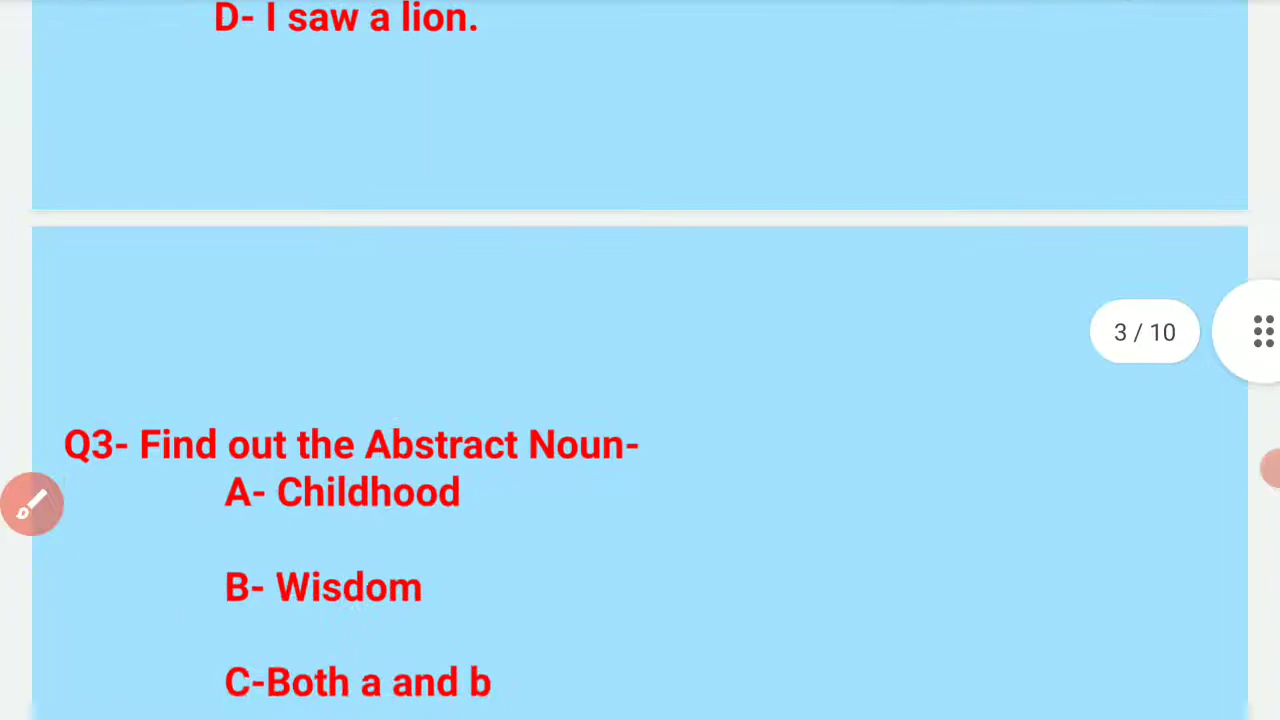 D- I saw a lion.
3 / 10
Q3- Find out the Abstract Noun-
A- Childhood
B- Wisdom
C-Both a and b